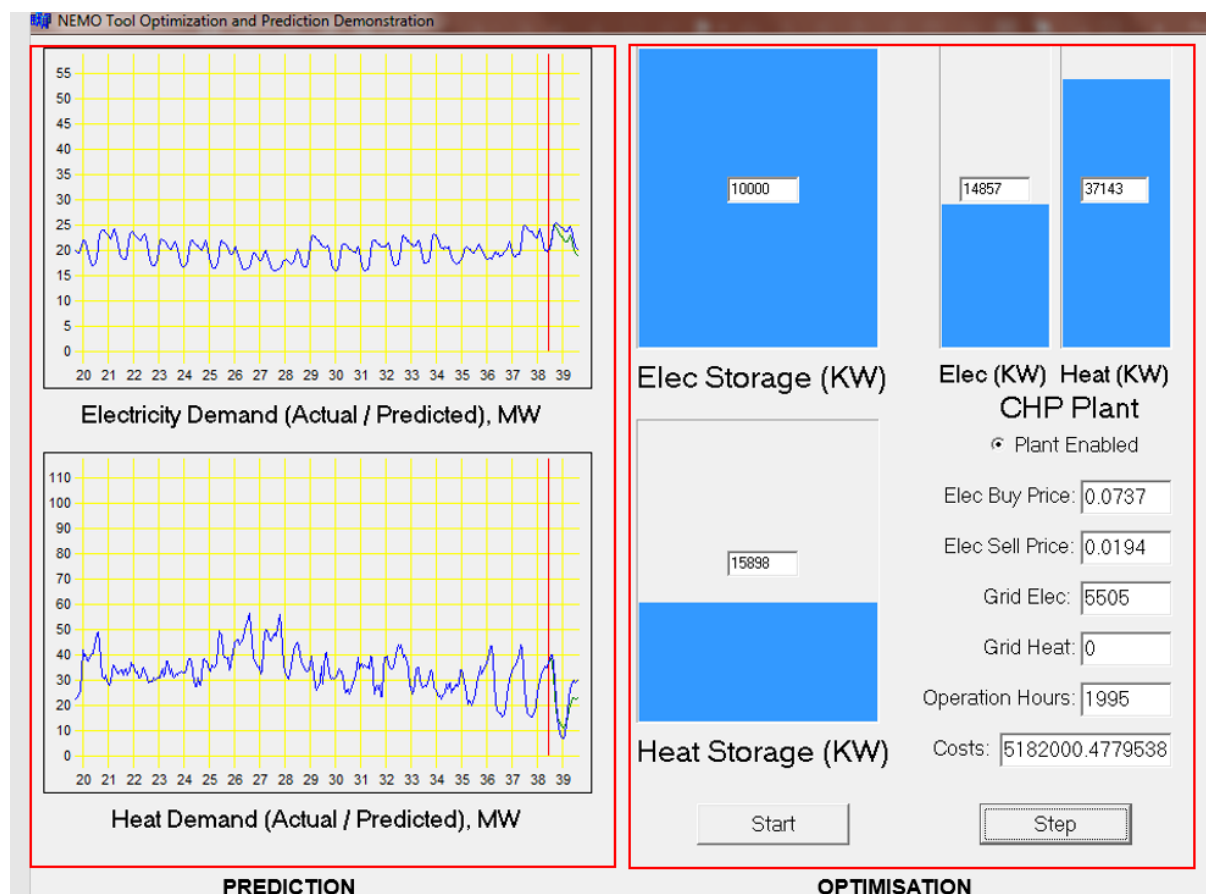 NEMO Tool Optimization and Prediction Demonstration
55
50
45
40
35
30
25
20
15
10
5
0
20 21 22 23 24 25 26 27 28 29 30 31 32 33 34 35 36 37 38 39
Electricity Demand (Actual / Predicted), MW
110
100
90
80
70
60
50
40
30
20
10
0
20 21 22 23 24 25 26 27 28 29 30 31 32 33 34 35 36 37 38 39
Heat Demand (Actual / Predicted), MW
PREDICTION
10000
Elec Storage (KW)
15898
Heat Storage (KW)
14857 37143
Elec (KW) Heat (KW)
CHP Plant
Plant Enabled
Elec Buy Price: 0.0737
Elec Sell Price: 0.0194
Grid Elec: 5505
Grid Heat: 0
Operation Hours: 1995
Costs: 5182000.4779538
Start Step
OPTIMISATION